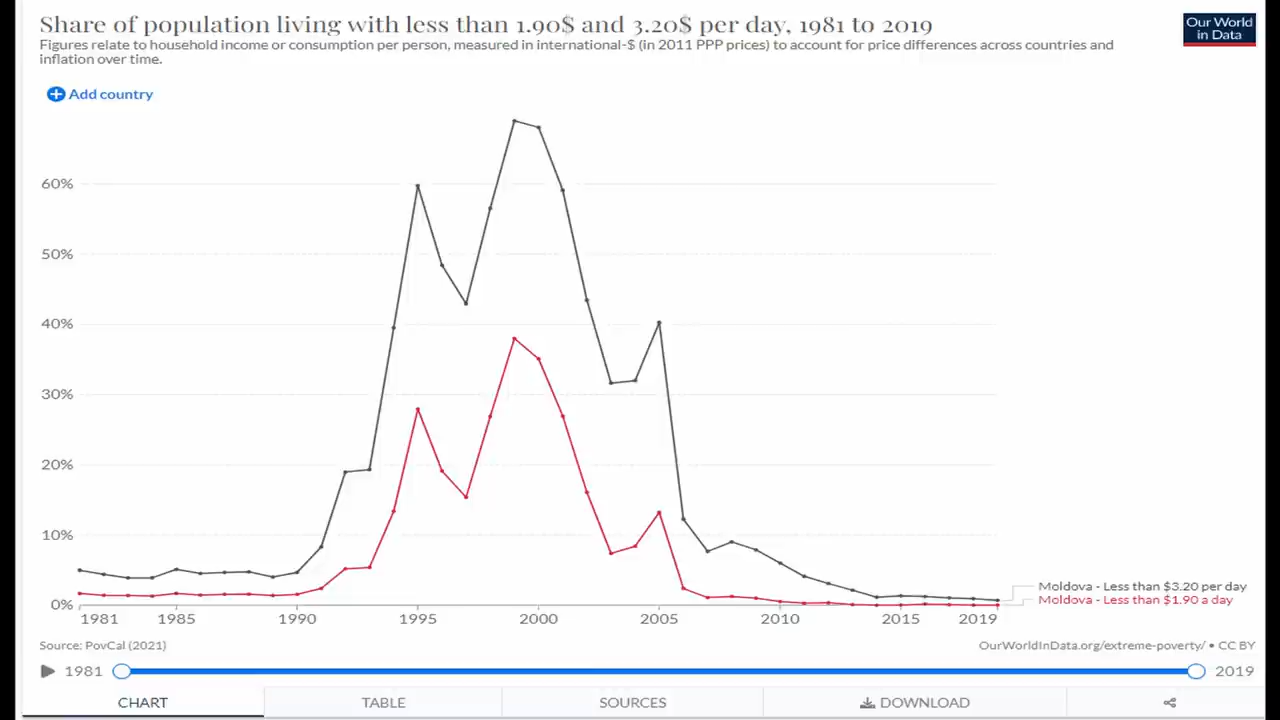 Share of population living with less than 1.90$ and 3.20$ per day, 1981 to 2019
Our World
in Data
Figures relate to household income or consumption per person, measured in international-$ (in 2011 PPP prices) to account for price differences across countries and
inflation over time.
Add country
60%
50%
40%
30%
20%
10%
0%
Moldova - Less than $3.20 per day
Moldova - Less than $1.90 a day
1981 1985 1990 1995 2000 2005 2010 2015 2019
Source: PovCal (2021)
OurWorldInData.org/extreme-poverty/ • CC BY
1981 2019
CHART TABLE SOURCES DOWNLOAD